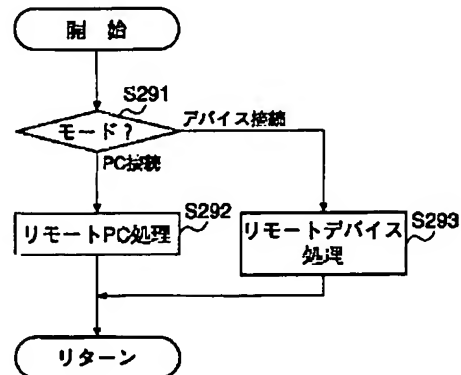 開 始
S291
モード？
デバイス接続
PC接続
S292
リモートPC処理
S293
リモートデバイス
処理
リターン